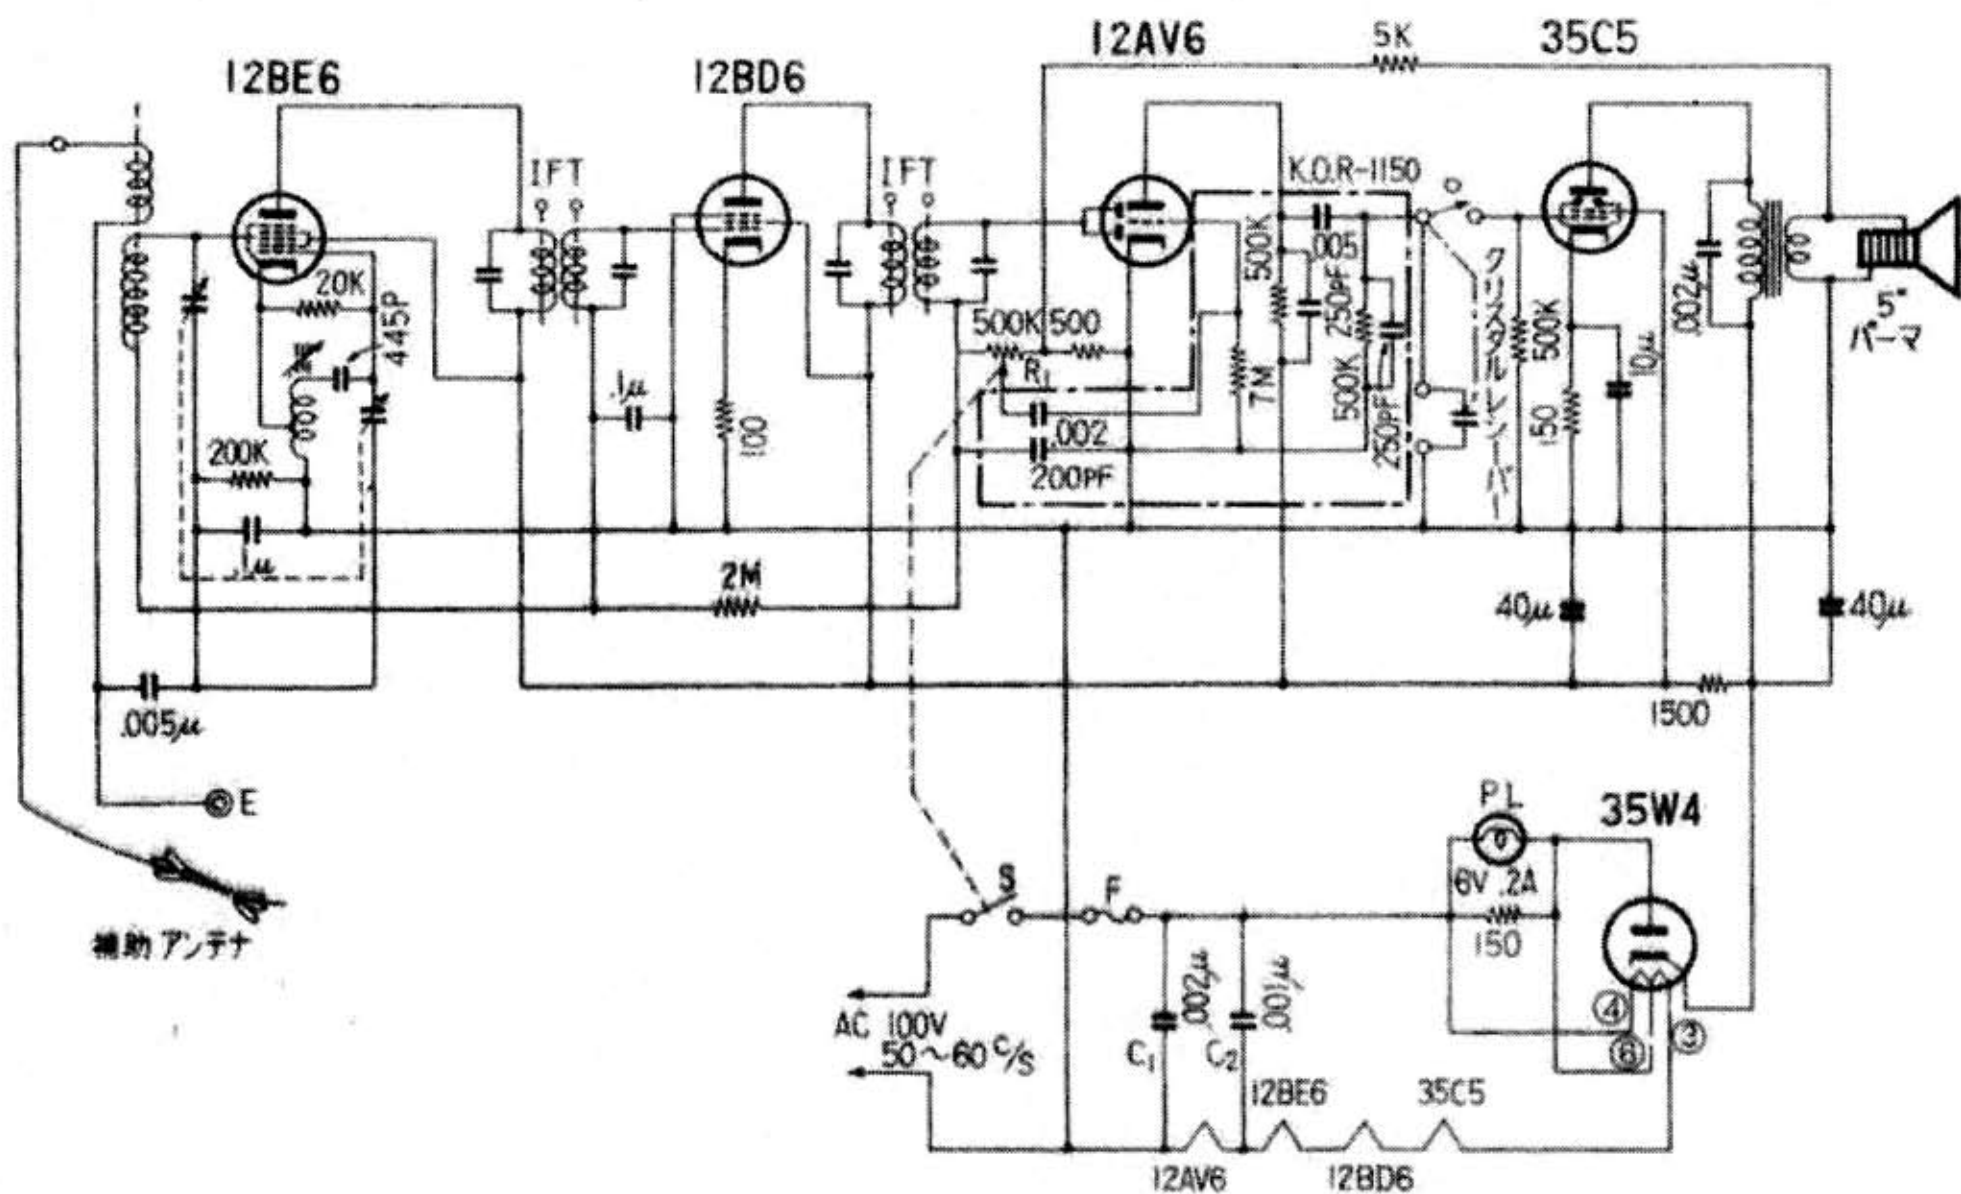 12BE6
12BD6
12AV6
5K
35C5
IFT
IFT
K.O.R-1150
20K
445P
200K
.1μ
.1μ
100
500K
500
R1
.002
200PF
7M
500K
.005
250PF
500K
250PF
クリスタルレシーバー
500K
150
10μ
.002μ
5"
パーマ
2M
40μ
40μ
1500
.005μ
E
補助アンテナ
S
F
PL
6V .2A
150
35W4
④
⑥
③
AC 100V
50~60 C/S
C1
.002μ
C2
.001μ
12BE6
35C5
12AV6
12BD6